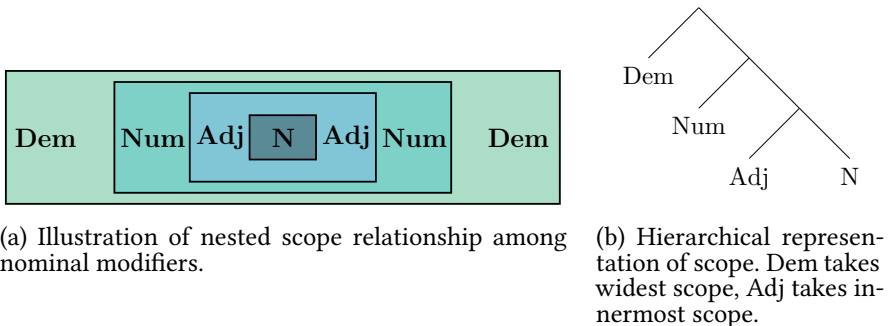 Dem Num Adj N Adj Num Dem
(a) Illustration of nested scope relationship among
nominal modifiers.
Dem
Num
Adj N
(b) Hierarchical represen-
tation of scope. Dem takes
widest scope, Adj takes in-
nermost scope.